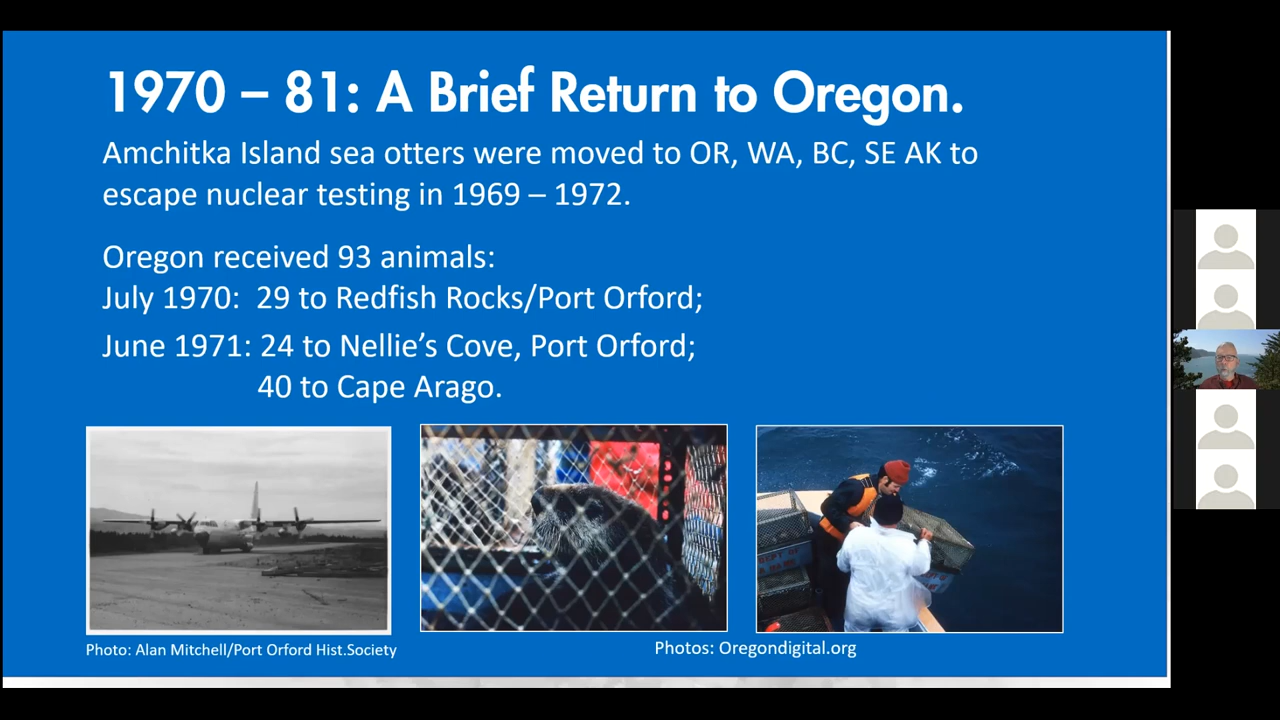 1970 – 81: A Brief Return to Oregon.
Amchitka Island sea otters were moved to OR, WA, BC, SE AK to
escape nuclear testing in 1969 – 1972.
Oregon received 93 animals:
July 1970: 29 to Redfish Rocks/Port Orford;
June 1971: 24 to Nellie's Cove, Port Orford;
40 to Cape Arago.
Photo: Alan Mitchell/Port Orford Hist.Society
Photos: Oregondigital.org